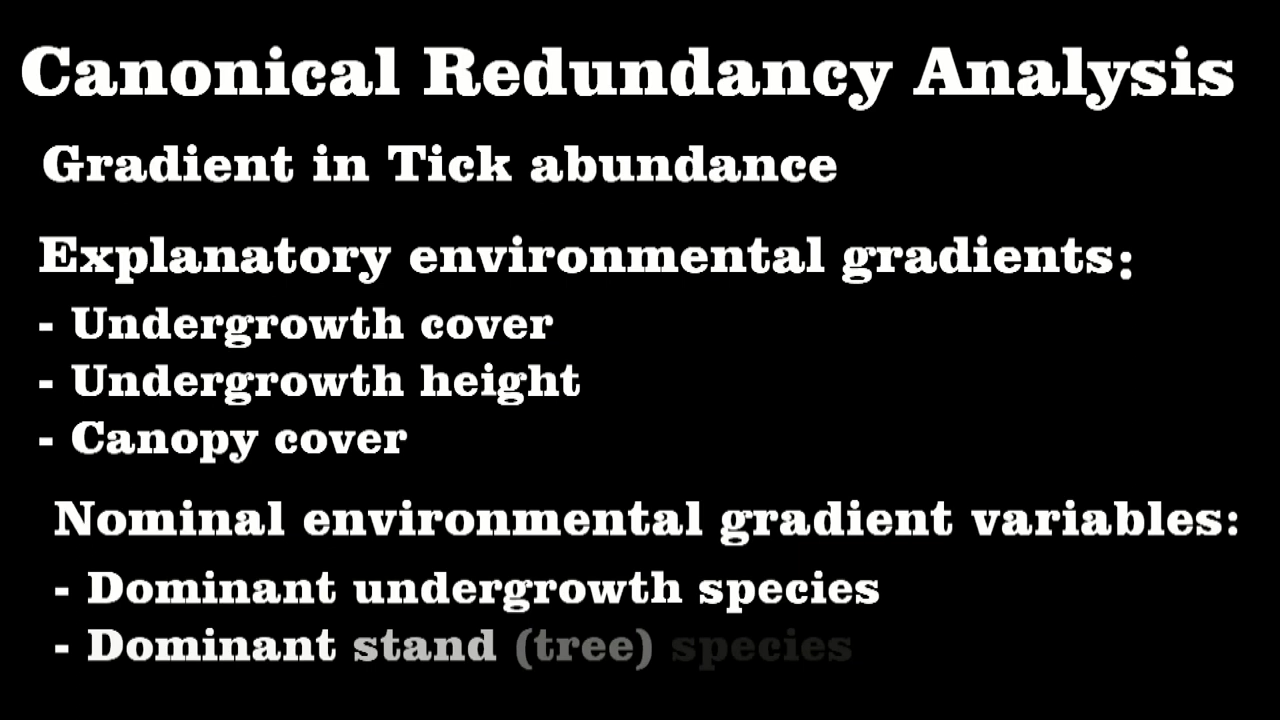 Canonical Redundancy Analysis
Gradient in Tick abundance
Explanatory environmental gradients:
- Undergrowth cover
- Undergrowth height
- Canopy cover
Nominal environmental gradient variables:
- Dominant undergrowth species
- Dominant stand (tree) species